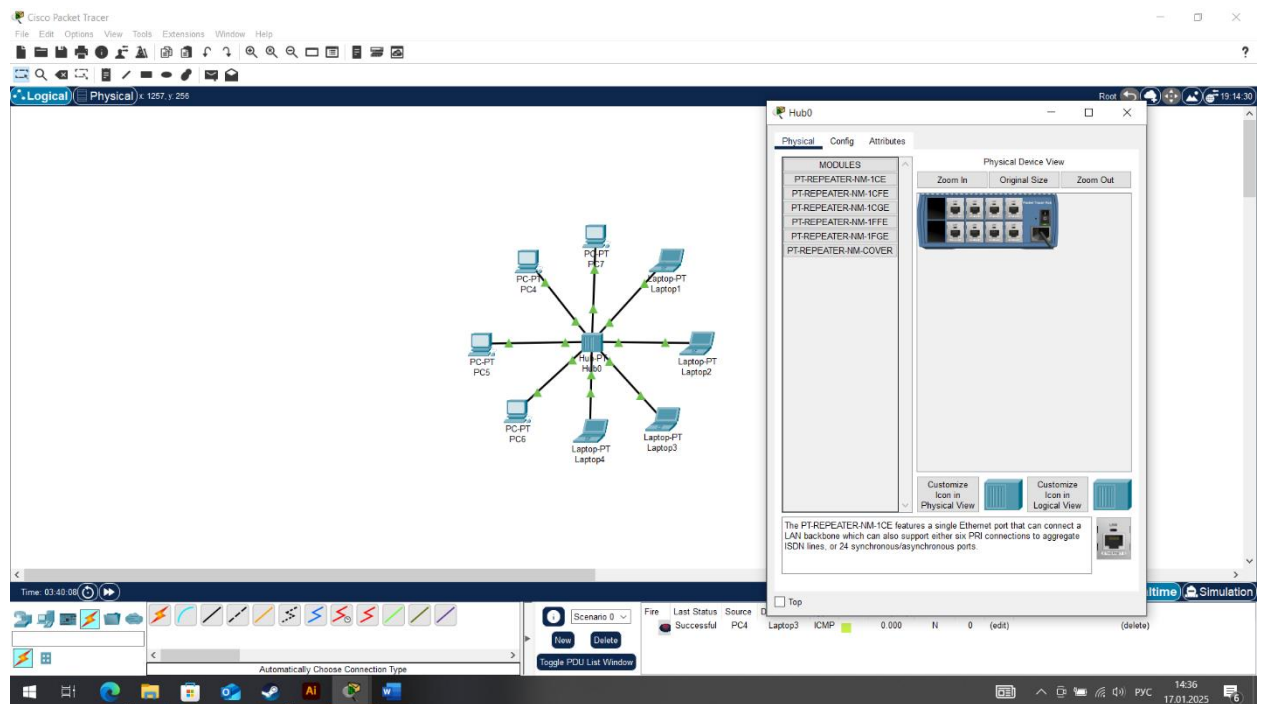 Cisco Packet Tracer
File Edit Options View Tools Extensions Window Help
?
Logical Physical x: 1257, y: 256
Root 19:14:30
Hub0
Physical Config Attributes
MODULES
PT-REPEATER-NM-1CE
PT-REPEATER-NM-1CFE
PT-REPEATER-NM-1CGE
PT-REPEATER-NM-1FFE
PT-REPEATER-NM-1FGE
PT-REPEATER-NM-COVER
Physical Device View
Zoom In Original Size Zoom Out
Customize Icon in Physical View
Customize Icon in Logical View
The PT-REPEATER-NM-1CE features a single Ethernet port that can connect a
LAN backbone which can also support either six PRI connections to aggregate
ISDN lines, or 24 synchronous/asynchronous ports.
Top
PC-PT
PC7
PC-PT
PC4
Laptop-PT
Laptop1
PC-PT
PC5
Hub-PT
Hub0
Laptop-PT
Laptop2
PC-PT
PC6
Laptop-PT
Laptop4
Laptop-PT
Laptop3
Time: 03:40:08
ltime Simulation
Scenario 0
New Delete
Toggle PDU List Window
Fire Last Status Source D
Successful PC4 Laptop3 ICMP 0.000 N 0 (edit) (delete)
Automatically Choose Connection Type
Ai
РУС
14:36
17.01.2025
6